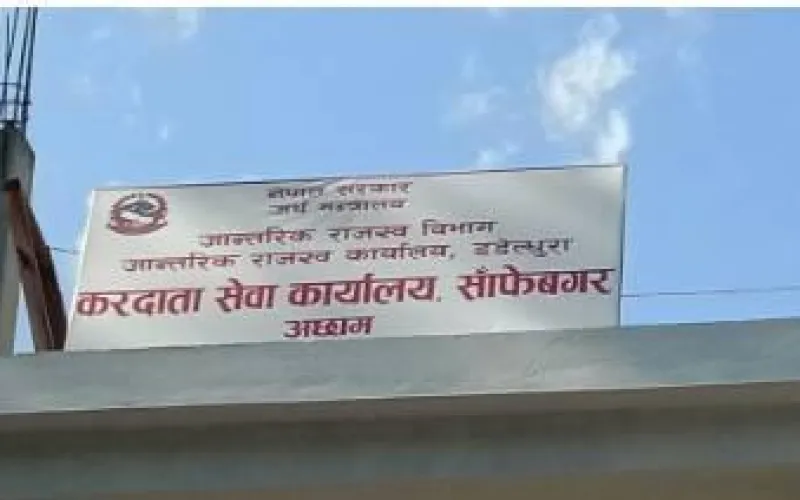 नेपाल सरकार
अर्थ मन्त्रालय
आन्तरिक राजस्व विभाग
आन्तरिक राजस्व कार्यालय, डडेल्धुरा
करदाता सेवा कार्यालय, साँफेबगर
अछाम